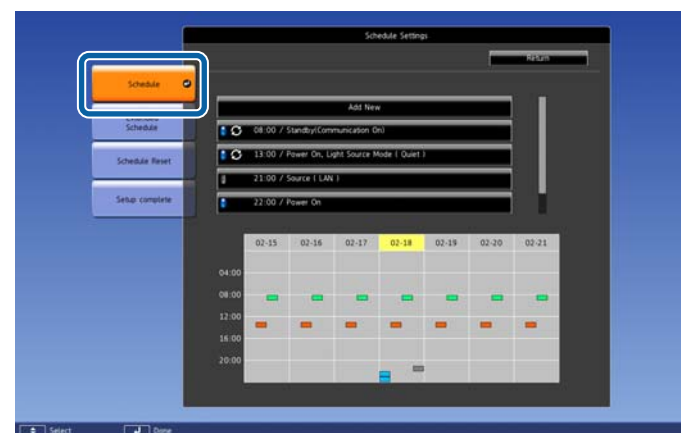 Schedule Settings
Return
Schedule
Add New
Schedule
08:00 / Standby(Communication On)
13:00 / Power On, Light Source Mode ( Quiet )
Schedule Reset
21:00 / Source ( LAN )
Setup complete
22:00 / Power On
02-15 02-16 02-17 02-18 02-19 02-20 02-21
04:00
08:00
12:00
16:00
20:00
Select Done